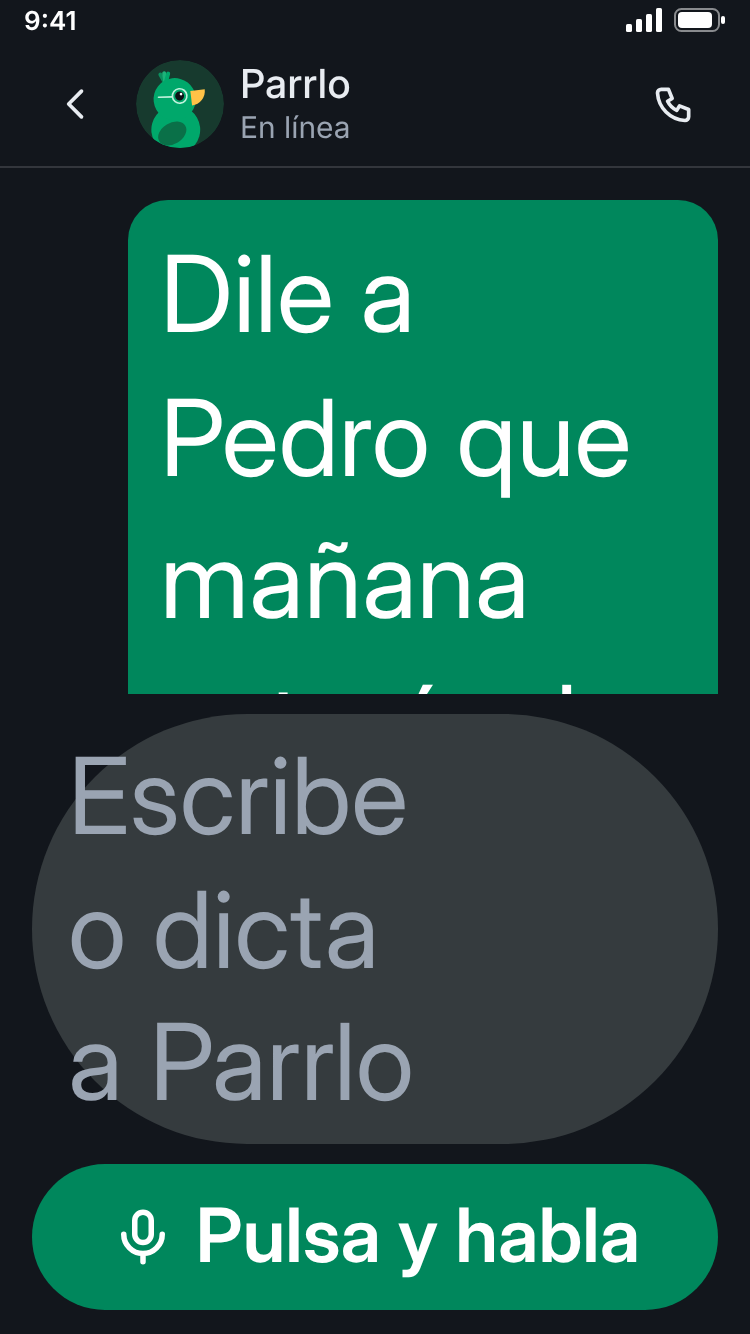 9:41
Parrlo
En línea
Dile a
Pedro que
mañana
Escribe
o dicta
a Parrlo
Pulsa y habla